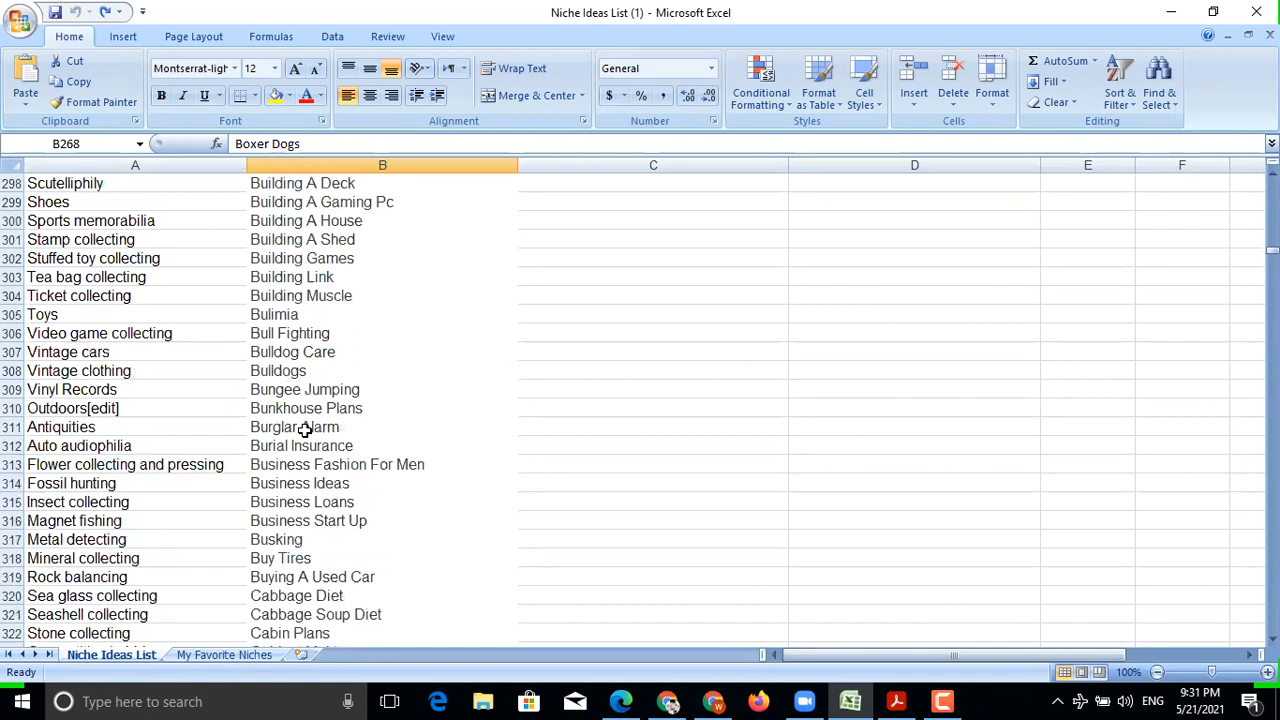 Niche Ideas List (1) - Microsoft Excel
Home Insert Page Layout Formulas Data Review View
Paste
Cut
Copy
Format Painter
Clipboard
Montserrat-ligh 12
B I U
Font
Wrap Text
Merge & Center
Alignment
General
$ % ,
Number
Conditional Formatting
Format as Table
Cell Styles
Styles
Insert Delete Format
Cells
AutoSum
Fill
Clear
Sort & Filter
Find & Select
Editing
B268 fx Boxer Dogs
A B C D E F
298 Scutelliphily Building A Deck
299 Shoes Building A Gaming Pc
300 Sports memorabilia Building A House
301 Stamp collecting Building A Shed
302 Stuffed toy collecting Building Games
303 Tea bag collecting Building Link
304 Ticket collecting Building Muscle
305 Toys Bulimia
306 Video game collecting Bull Fighting
307 Vintage cars Bulldog Care
308 Vintage clothing Bulldogs
309 Vinyl Records Bungee Jumping
310 Outdoors[edit] Bunkhouse Plans
311 Antiquities Burglar Alarm
312 Auto audiophilia Burial Insurance
313 Flower collecting and pressing Business Fashion For Men
314 Fossil hunting Business Ideas
315 Insect collecting Business Loans
316 Magnet fishing Business Start Up
317 Metal detecting Busking
318 Mineral collecting Buy Tires
319 Rock balancing Buying A Used Car
320 Sea glass collecting Cabbage Diet
321 Seashell collecting Cabbage Soup Diet
322 Stone collecting Cabin Plans
Niche Ideas List My Favorite Niches
Ready 100%
Type here to search
ENG
9:31 PM
5/21/2021